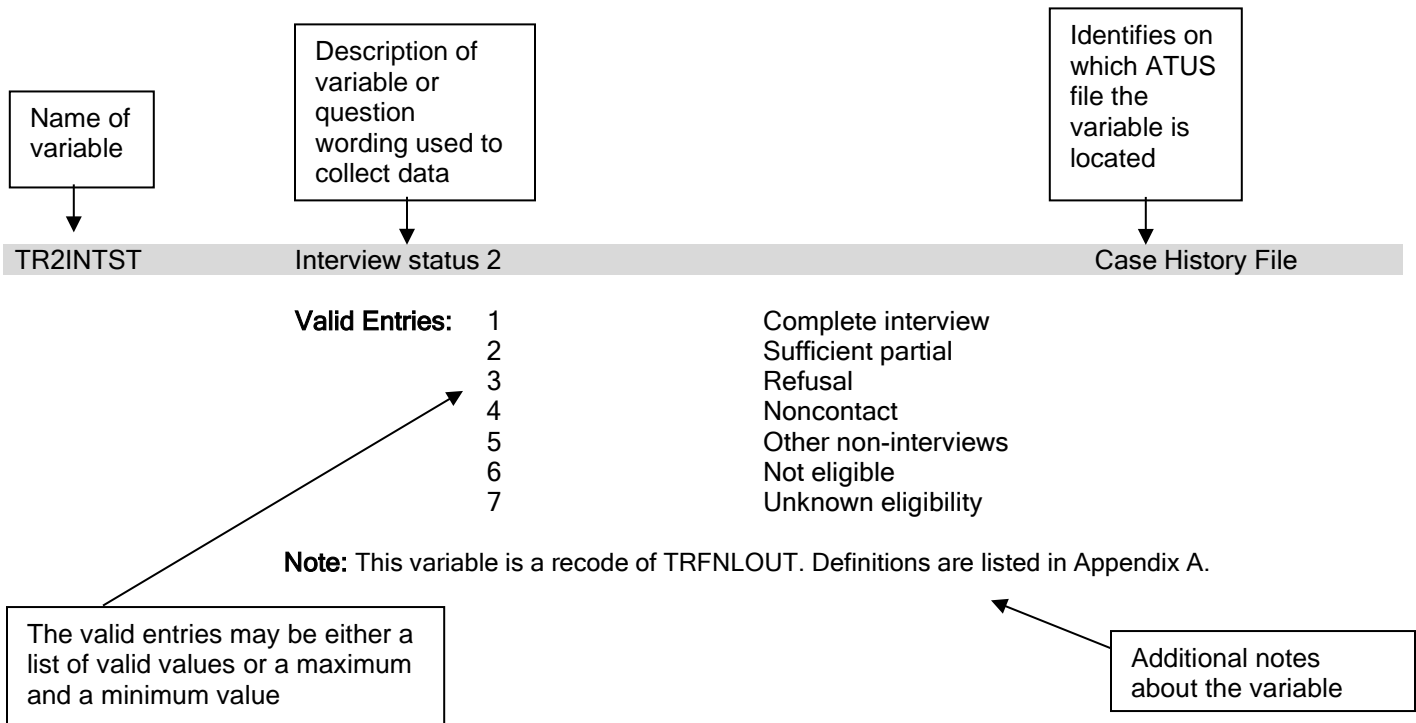 Name of
variable
Description of
variable or
question
wording used to
collect data
Identifies on
which ATUS
file the
variable is
located
TR2INTST Interview status 2 Case History File
Valid Entries: 1 Complete interview
2 Sufficient partial
3 Refusal
4 Noncontact
5 Other non-interviews
6 Not eligible
7 Unknown eligibility
Note: This variable is a recode of TRFNLOUT. Definitions are listed in Appendix A.
The valid entries may be either a
list of valid values or a maximum
and a minimum value
Additional notes
about the variable